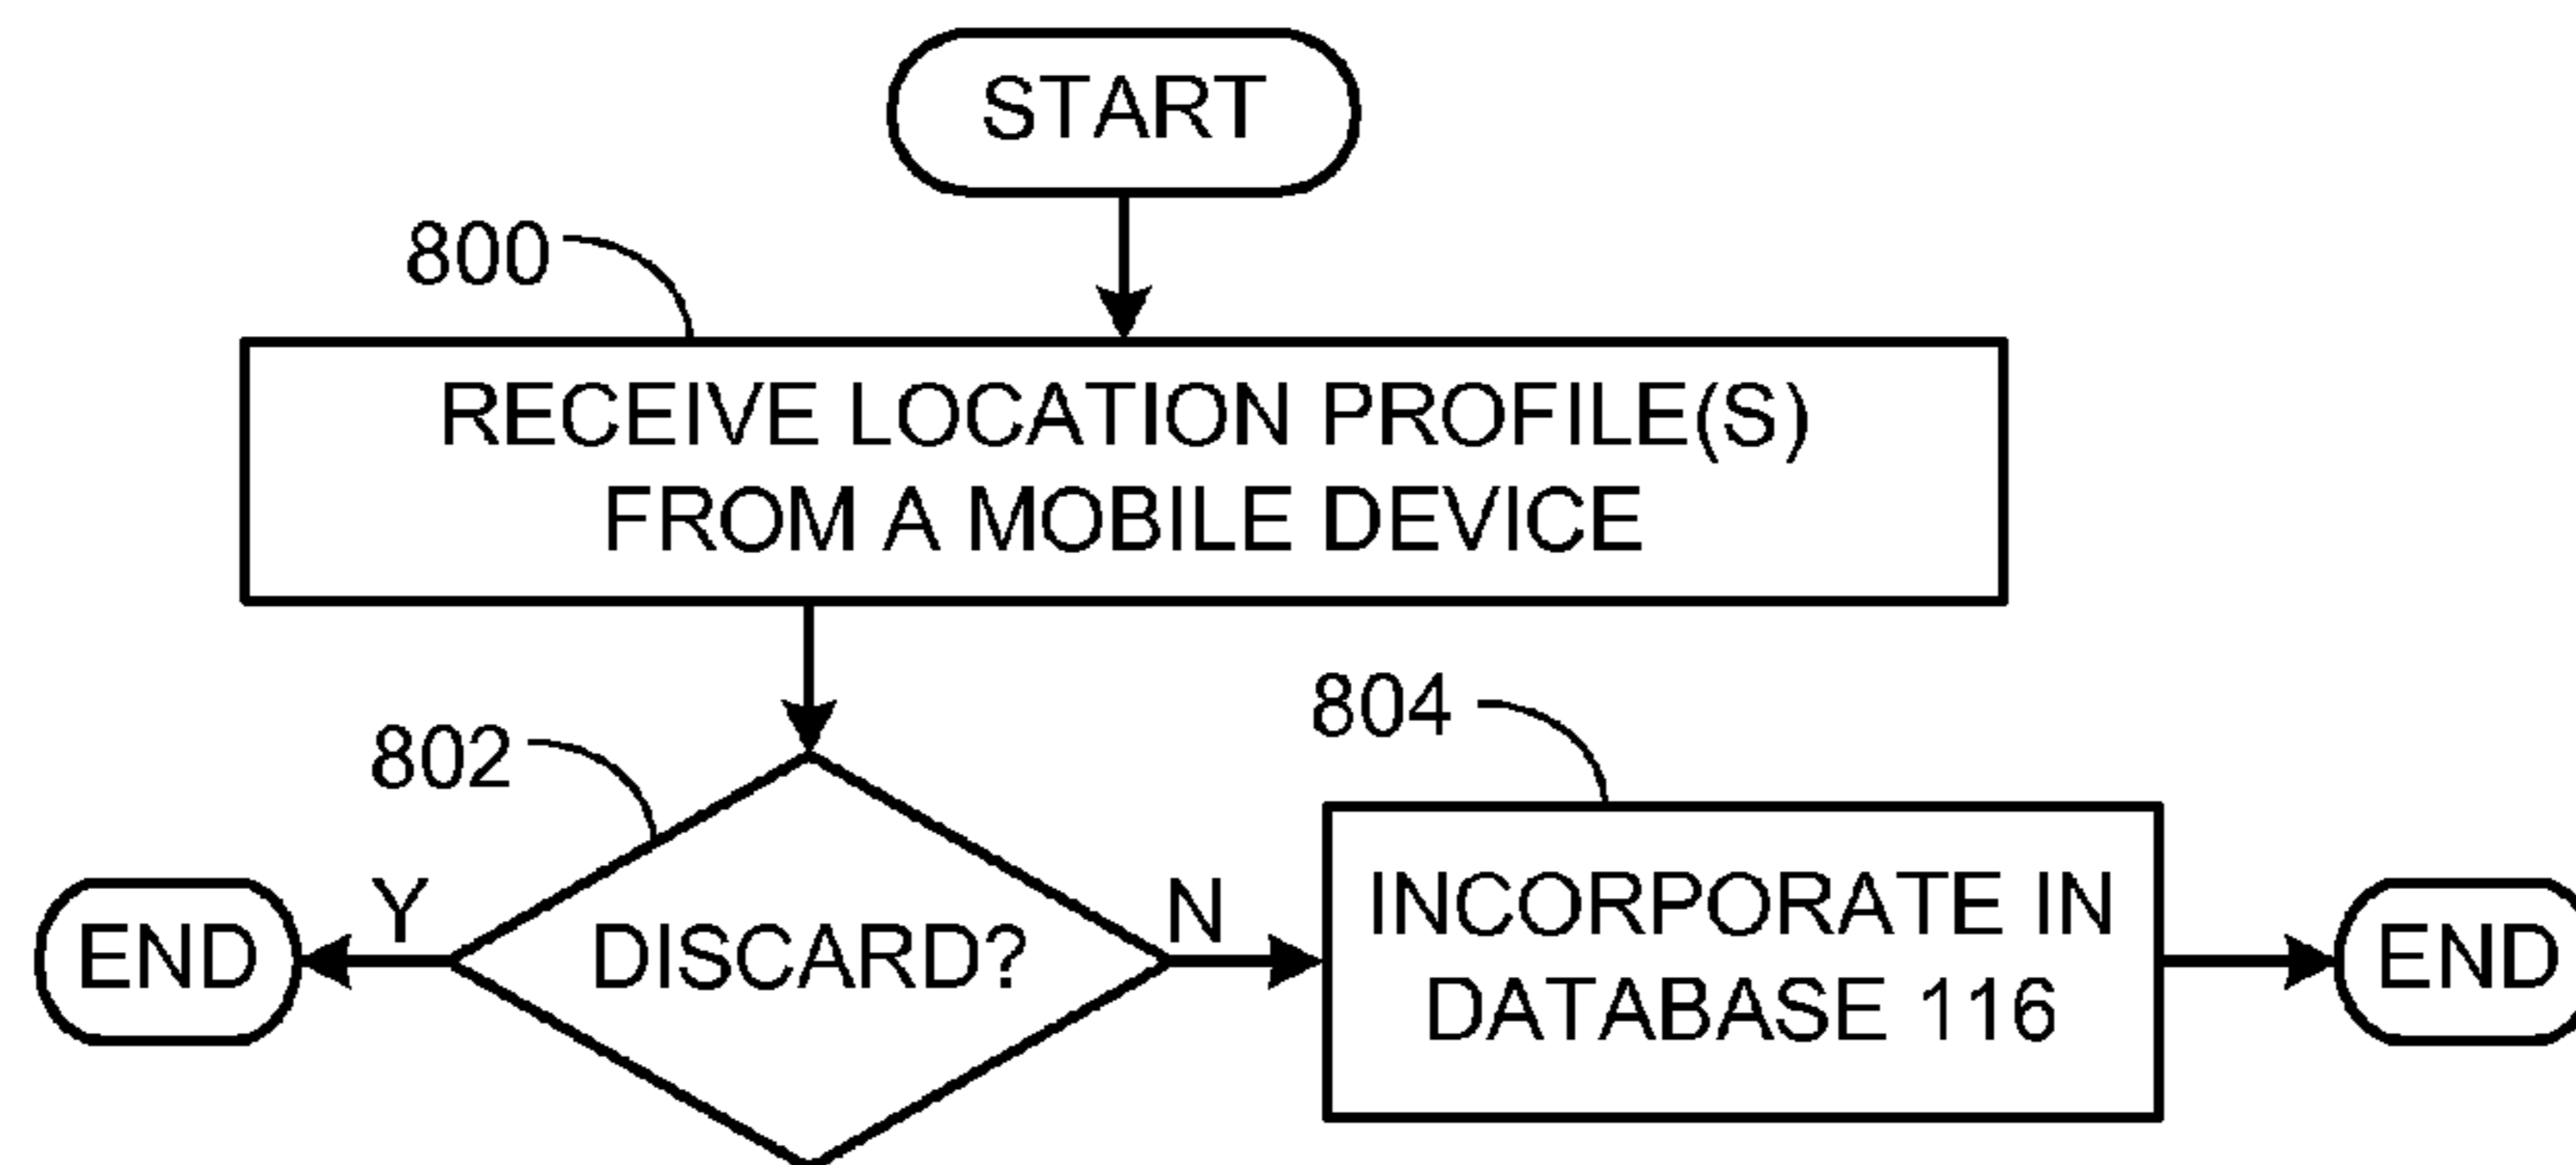 START
800
RECEIVE LOCATION PROFILE(S)
FROM A MOBILE DEVICE
802
804
END
Y
DISCARD?
N
INCORPORATE IN
DATABASE 116
END